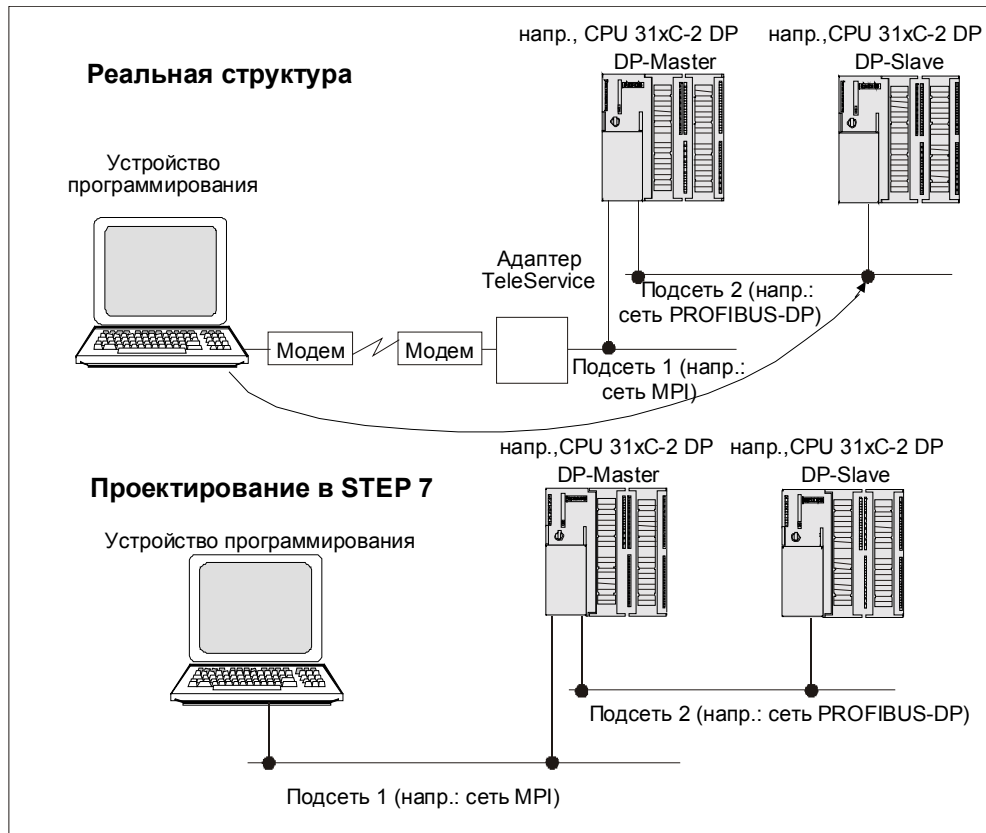 Реальная структура
напр., CPU 31xC-2 DP
DP-Master
напр.,CPU 31xC-2 DP
DP-Slave
Устройство
программирования
Адаптер
TeleService
Модем
Модем
Подсеть 2 (напр.:
сеть PROFIBUS-DP)
Подсеть 1 (напр.:
сеть MPI)
Проектирование в STEP 7
напр.,CPU 31xC-2 DP
DP-Master
напр.,CPU 31xC-2 DP
DP-Slave
Устройство программирования
Подсеть 2 (напр.: сеть PROFIBUS-DP)
Подсеть 1 (напр.: сеть MPI)